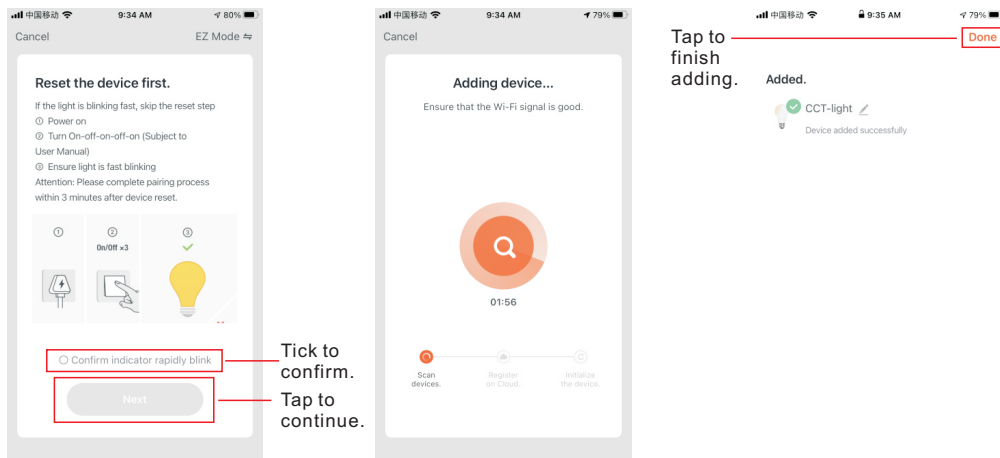 中国移动 9:34 AM 80%
Cancel EZ Mode
Reset the device first.
If the light is blinking fast, skip the reset step
① Power on
② Turn On-off-on-off-on (Subject to
User Manual)
③ Ensure light is fast blinking
Attention: Please complete pairing process
within 3 minutes after device reset.
① ② ③
On/Off ×3
Confirm indicator rapidly blink
Next
Tick to
confirm.
Tap to
continue.
中国移动 9:34 AM 79%
Cancel
Adding device...
Ensure that the Wi-Fi signal is good.
01:56
Scan
devices.
Register
on Cloud.
Initialize
the device.
Tap to
finish
adding.
中国移动 9:35 AM 79%
Done
Added.
CCT-light
Device added successfully